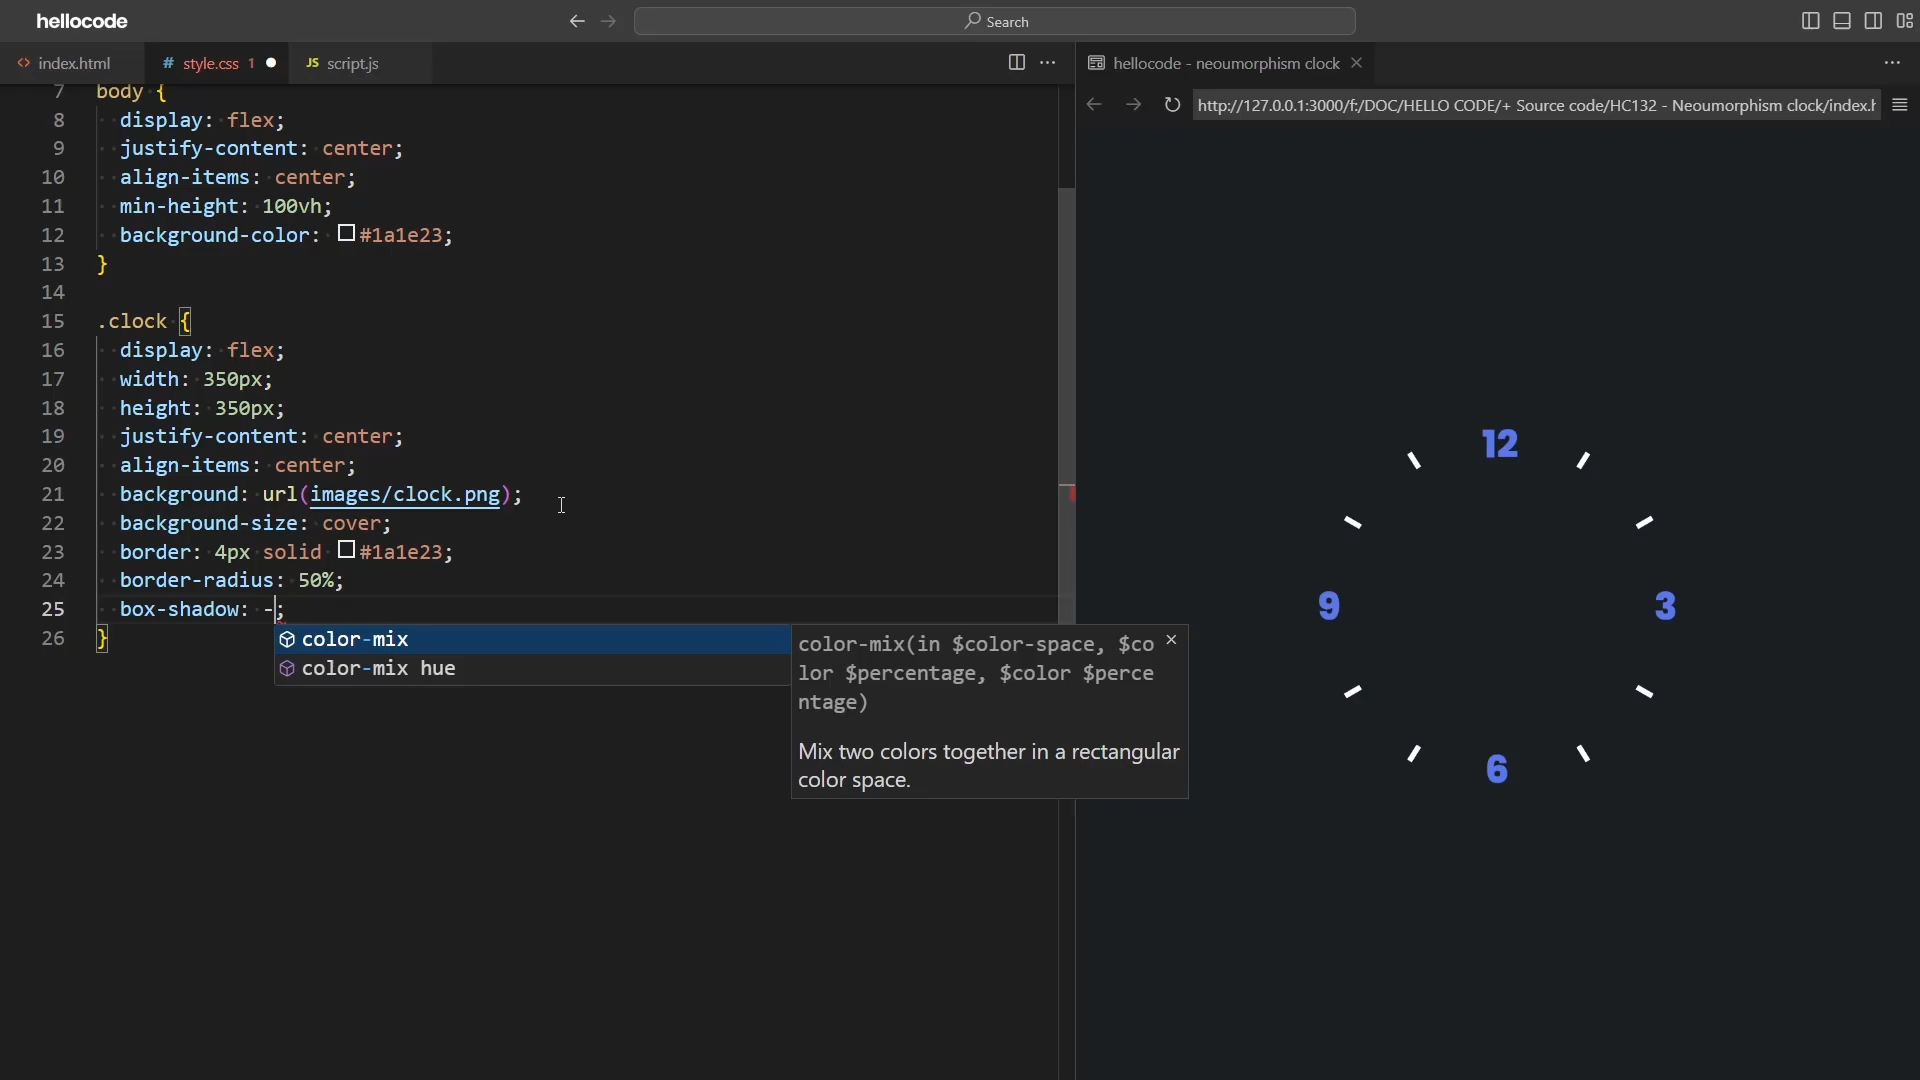 hellocode
Search
index.html
style.css 1
JS script.js
hellocode - neoumorphism clock
http://127.0.0.1:3000/f:/DOC/HELLO CODE/+ Source code/HC132 - Neoumorphism clock/index.h
7 body {
8 display: flex;
9 justify-content: center;
10 align-items: center;
11 min-height: 100vh;
12 background-color: #1a1e23;
13 }
14
15 .clock {
16 display: flex;
17 width: 350px;
18 height: 350px;
19 justify-content: center;
20 align-items: center;
21 background: url(images/clock.png);
22 background-size: cover;
23 border: 4px solid #1a1e23;
24 border-radius: 50%;
25 box-shadow: -;
26 }
color-mix
color-mix hue
color-mix(in $color-space, $co
lor $percentage, $color $perce
ntage)
Mix two colors together in a rectangular
color space.
12
9
3
6